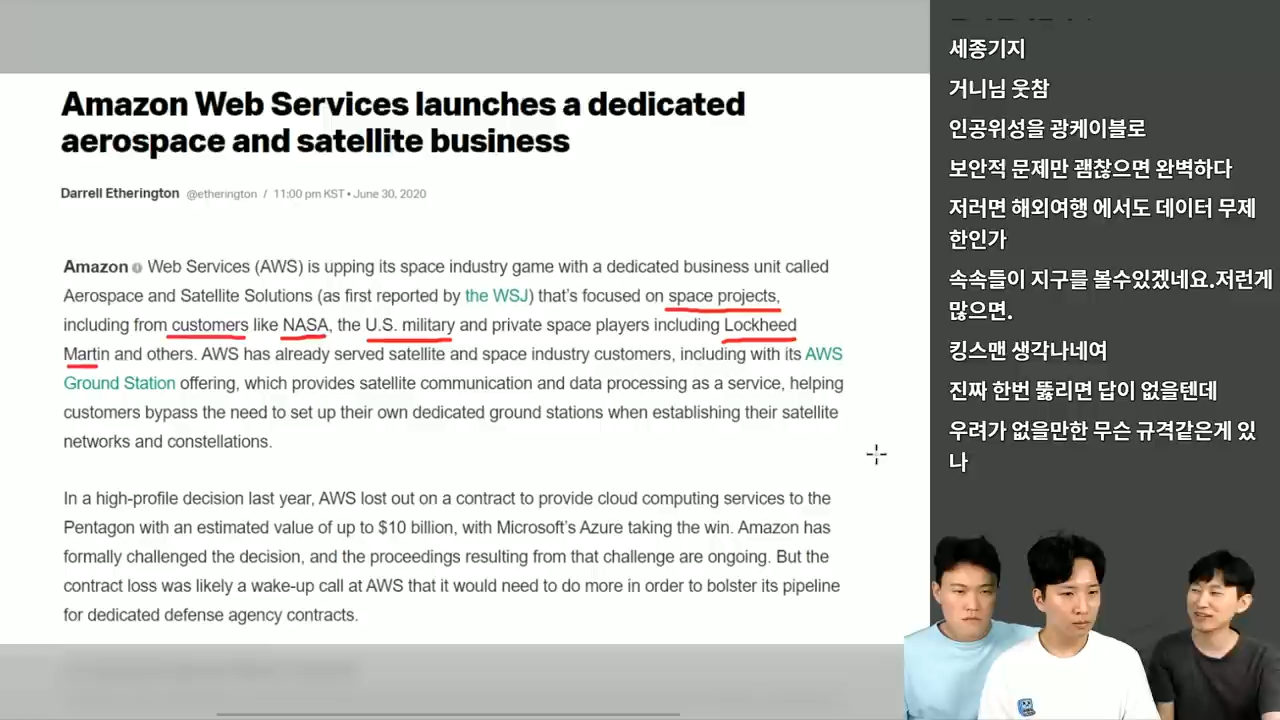 Amazon Web Services launches a dedicated
aerospace and satellite business
Darrell Etherington @etherington / 11:00 pm KST • June 30, 2020
Amazon Web Services (AWS) is upping its space industry game with a dedicated business unit called
Aerospace and Satellite Solutions (as first reported by the WSJ) that’s focused on space projects,
including from customers like NASA, the U.S. military and private space players including Lockheed
Martin and others. AWS has already served satellite and space industry customers, including with its AWS
Ground Station offering, which provides satellite communication and data processing as a service, helping
customers bypass the need to set up their own dedicated ground stations when establishing their satellite
networks and constellations.
In a high-profile decision last year, AWS lost out on a contract to provide cloud computing services to the
Pentagon with an estimated value of up to $10 billion, with Microsoft’s Azure taking the win. Amazon has
formally challenged the decision, and the proceedings resulting from that challenge are ongoing. But the
contract loss was likely a wake-up call at AWS that it would need to do more in order to bolster its pipeline
for dedicated defense agency contracts.
세종기지
거니님 웃참
인공위성을 광케이블로
보안적 문제만 괨찮으면 완벽하다
저러면 해외여행 에서도 데이터 무제
한인가
속속들이 지구를 볼수있겠네요.저런게
많으면.
킹스맨 생각나네여
진짜 한번 뚫리면 답이 없을텐데
우려가 없을만한 무슨 규격같은게 있
나